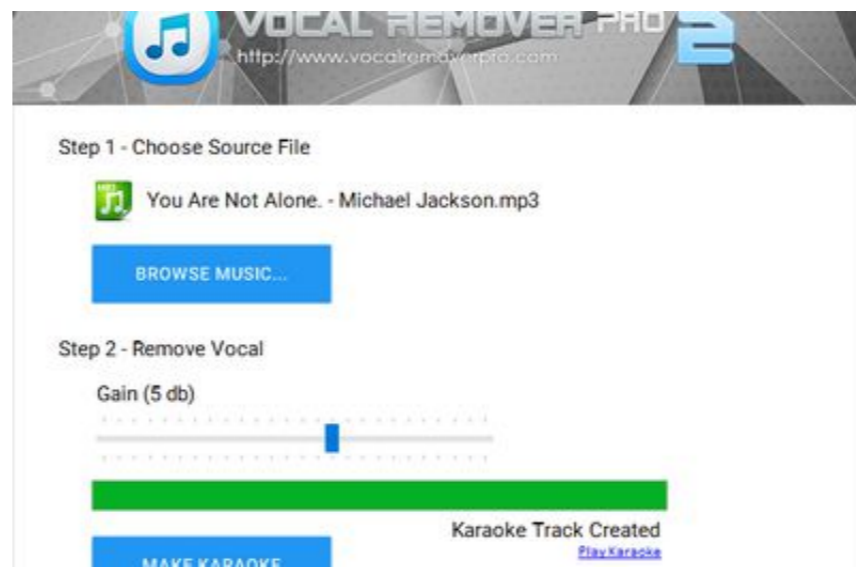 VOCAL REMOVER PRO 2
http://www.vocalremoverpro.com
Step 1 - Choose Source File
You Are Not Alone. - Michael Jackson.mp3
BROWSE MUSIC...
Step 2 - Remove Vocal
Gain (5 db)
Karaoke Track Created
Play Karaoke
MAKE KARAOKE